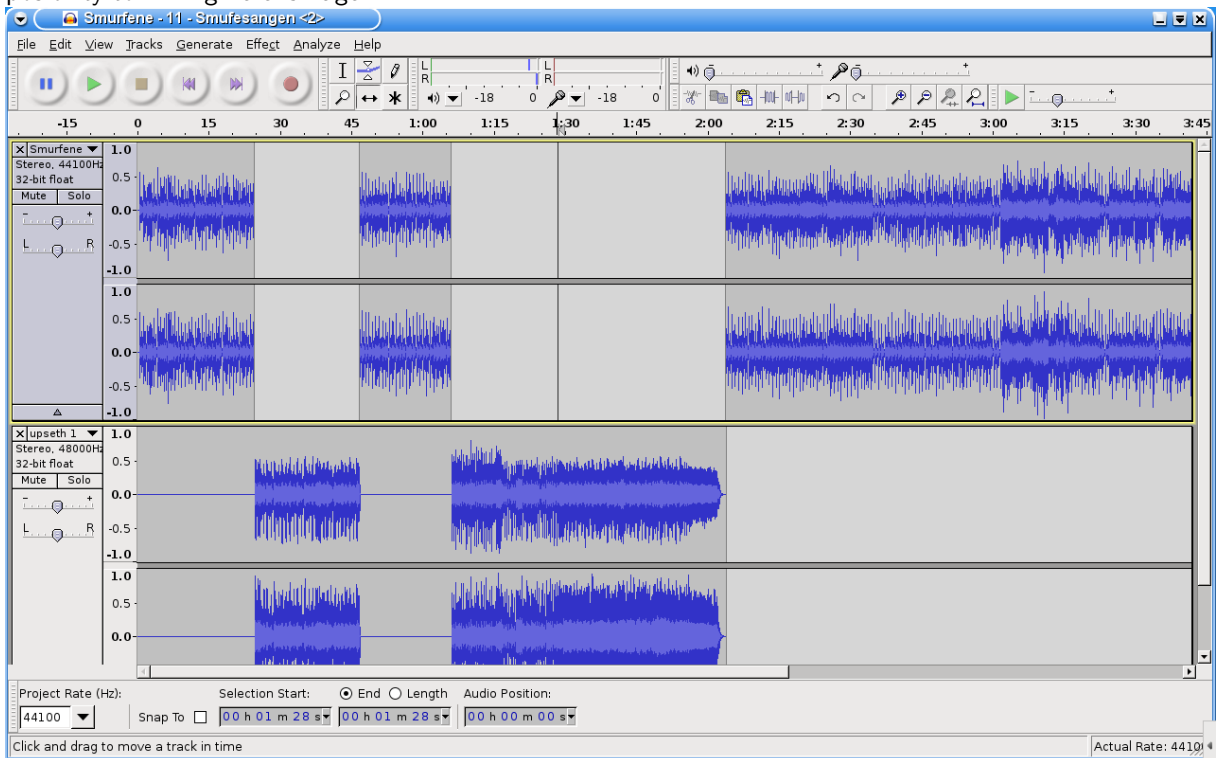 Smurfene - 11 - Smufesangen <2>
File Edit View Tracks Generate Effect Analyze Help
L R L R
-18 0 -18 0
-15 0 15 30 45 1:00 1:15 1:30 1:45 2:00 2:15 2:30 2:45 3:00 3:15 3:30 3:45
X Smurfene
Stereo, 44100Hz
32-bit float
Mute Solo
- +
L R
1.0
0.5
0.0
-0.5
-1.0
1.0
0.5
0.0
-0.5
-1.0
X upseth 1
Stereo, 48000Hz
32-bit float
Mute Solo
- +
L R
1.0
0.5
0.0
-0.5
-1.0
1.0
0.5
0.0
Project Rate (Hz): Selection Start: End Length Audio Position:
44100 Snap To 00 h 01 m 28 s 00 h 01 m 28 s 00 h 00 m 00 s
Click and drag to move a track in time Actual Rate: 4410